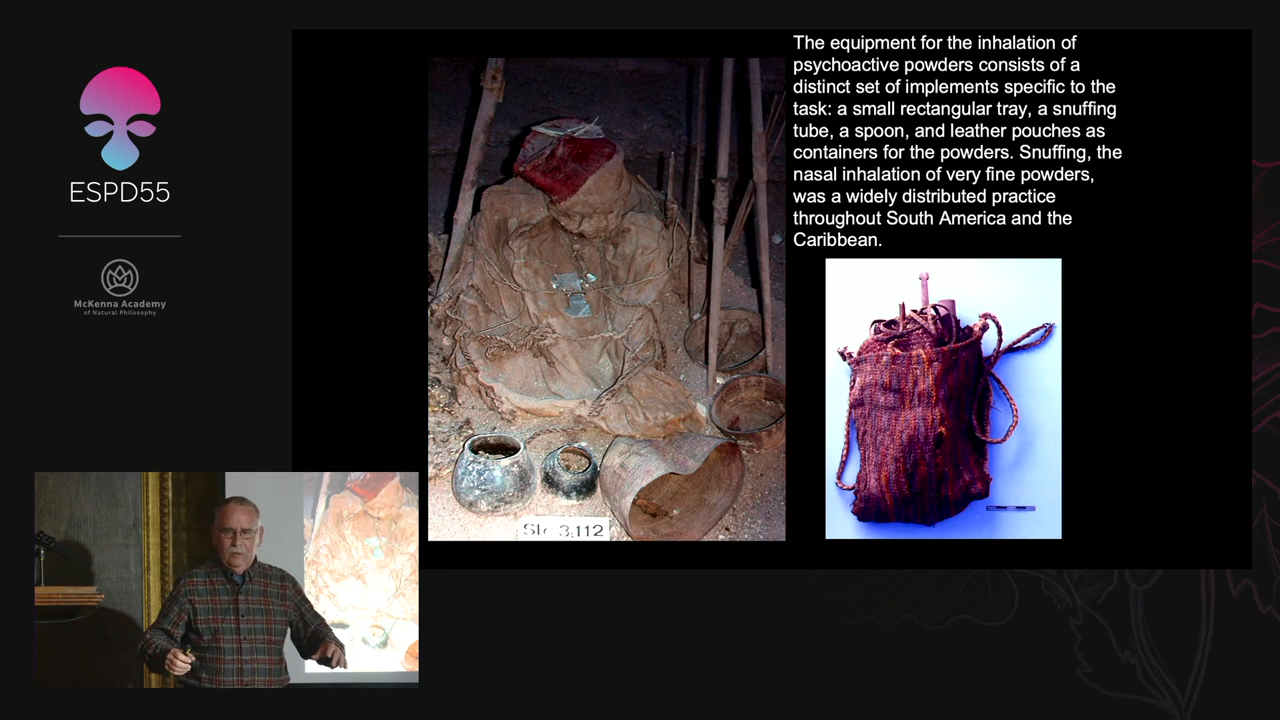 The equipment for the inhalation of
psychoactive powders consists of a
distinct set of implements specific to the
task: a small rectangular tray, a snuffing
tube, a spoon, and leather pouches as
containers for the powders. Snuffing, the
nasal inhalation of very fine powders,
was a widely distributed practice
throughout South America and the
Caribbean.
ESPD55
McKenna Academy
of Natural Philosophy
3,112